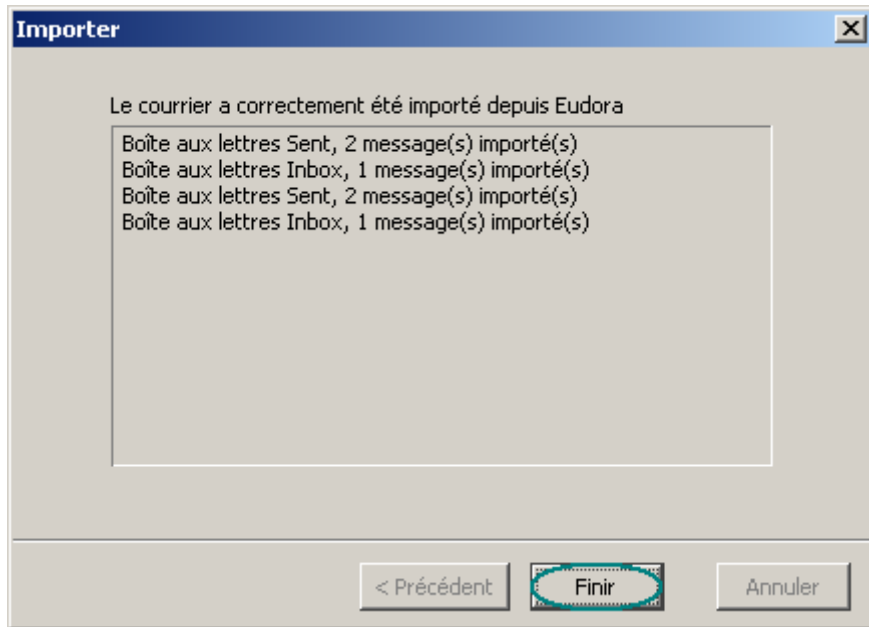 Importer
Le courrier a correctement été importé depuis Eudora
Boîte aux lettres Sent, 2 message(s) importé(s)
Boîte aux lettres Inbox, 1 message(s) importé(s)
Boîte aux lettres Sent, 2 message(s) importé(s)
Boîte aux lettres Inbox, 1 message(s) importé(s)
< Précédent Finir Annuler